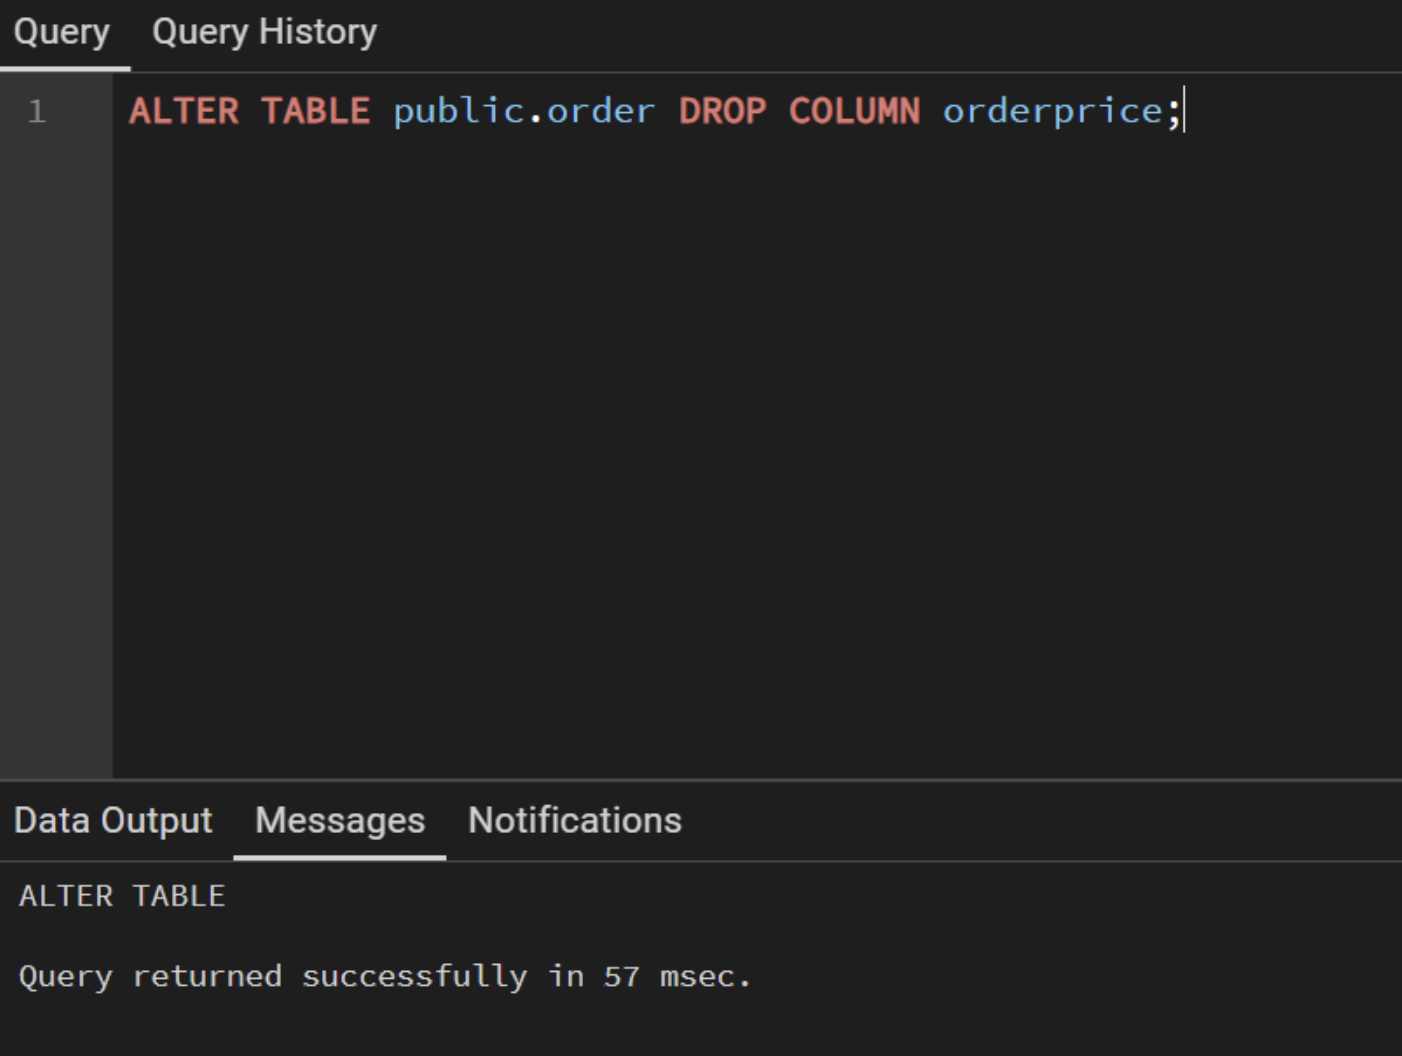 Query Query History
1 ALTER TABLE public.order DROP COLUMN orderprice;
Data Output Messages Notifications
ALTER TABLE
Query returned successfully in 57 msec.